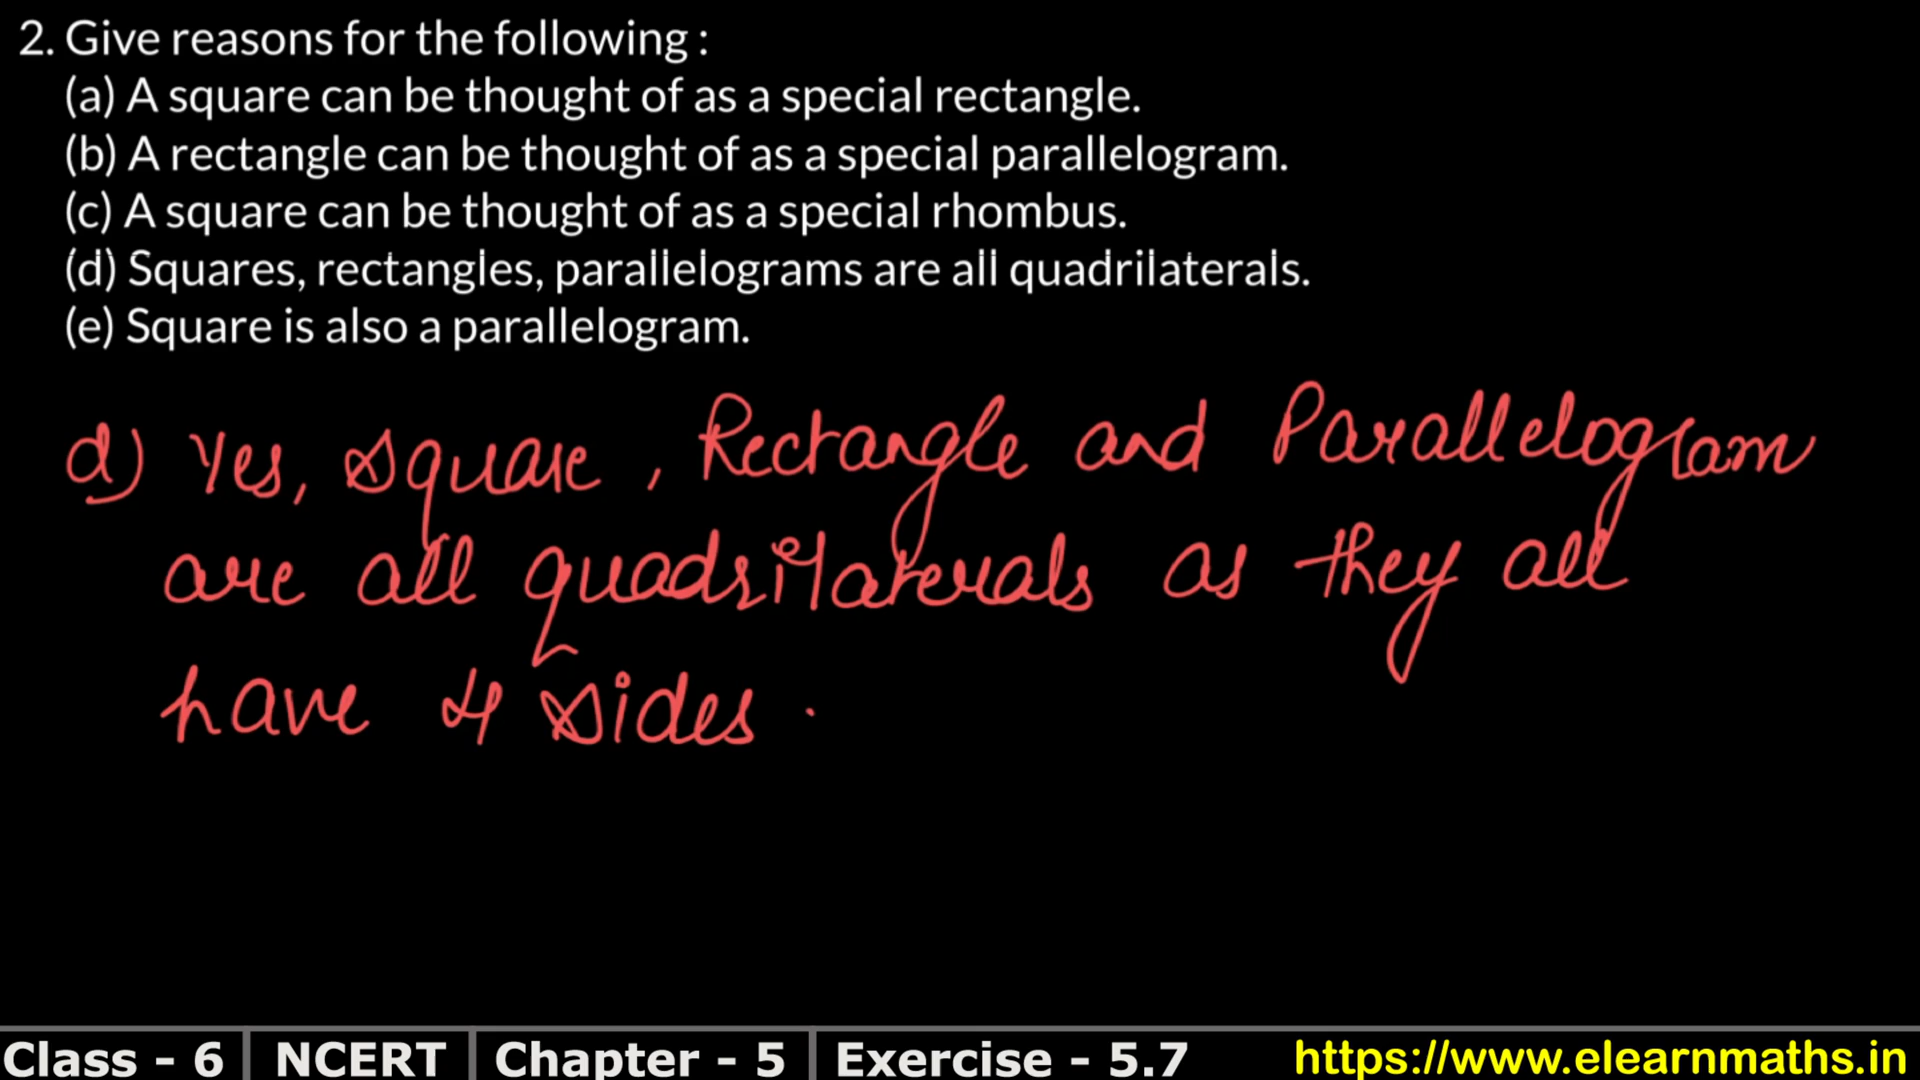 2. Give reasons for the following :
(a) A square can be thought of as a special rectangle.
(b) A rectangle can be thought of as a special parallelogram.
(c) A square can be thought of as a special rhombus.
(d) Squares, rectangles, parallelograms are all quadrilaterals.
(e) Square is also a parallelogram.
d) Yes, square, Rectangle and Parallelogram
are all quadrilaterals as they all
have 4 sides.
Class - 6 NCERT Chapter - 5 Exercise - 5.7 https://www.elearnmaths.in